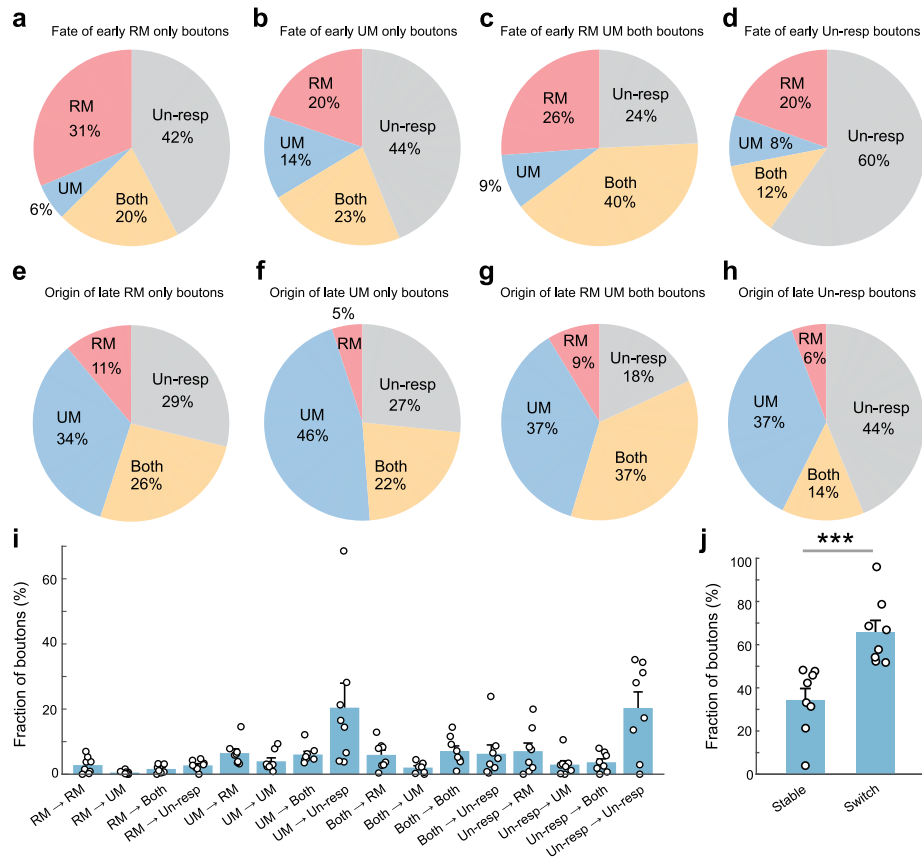 a
Fate of early RM only boutons
RM
31%
Un-resp
42%
UM
6%
Both
20%
b
Fate of early UM only boutons
RM
20%
Un-resp
44%
UM
14%
Both
23%
c
Fate of early RM UM both boutons
RM
26%
Un-resp
24%
UM
9%
Both
40%
d
Fate of early Un-resp boutons
RM
20%
UM 8%
Un-resp
60%
Both
12%
e
Origin of late RM only boutons
RM
11%
Un-resp
29%
UM
34%
Both
26%
f
Origin of late UM only boutons
5%
RM
Un-resp
27%
UM
46%
Both
22%
g
Origin of late RM UM both boutons
RM
9%
Un-resp
18%
UM
37%
Both
37%
h
Origin of late Un-resp boutons
RM
6%
UM
37%
Un-resp
44%
Both
14%
i
Fraction of boutons (%)
60
40
20
0
RM → RM
RM → UM
RM → Both
RM → Un-resp
UM → RM
UM → UM
UM → Both
UM → Un-resp
Both → RM
Both → UM
Both → Both
Both → Un-resp
Un-resp → RM
Un-resp → UM
Un-resp → Both
Un-resp → Un-resp
j
***
Fraction of boutons (%)
100
80
60
40
20
0
Stable
Switch